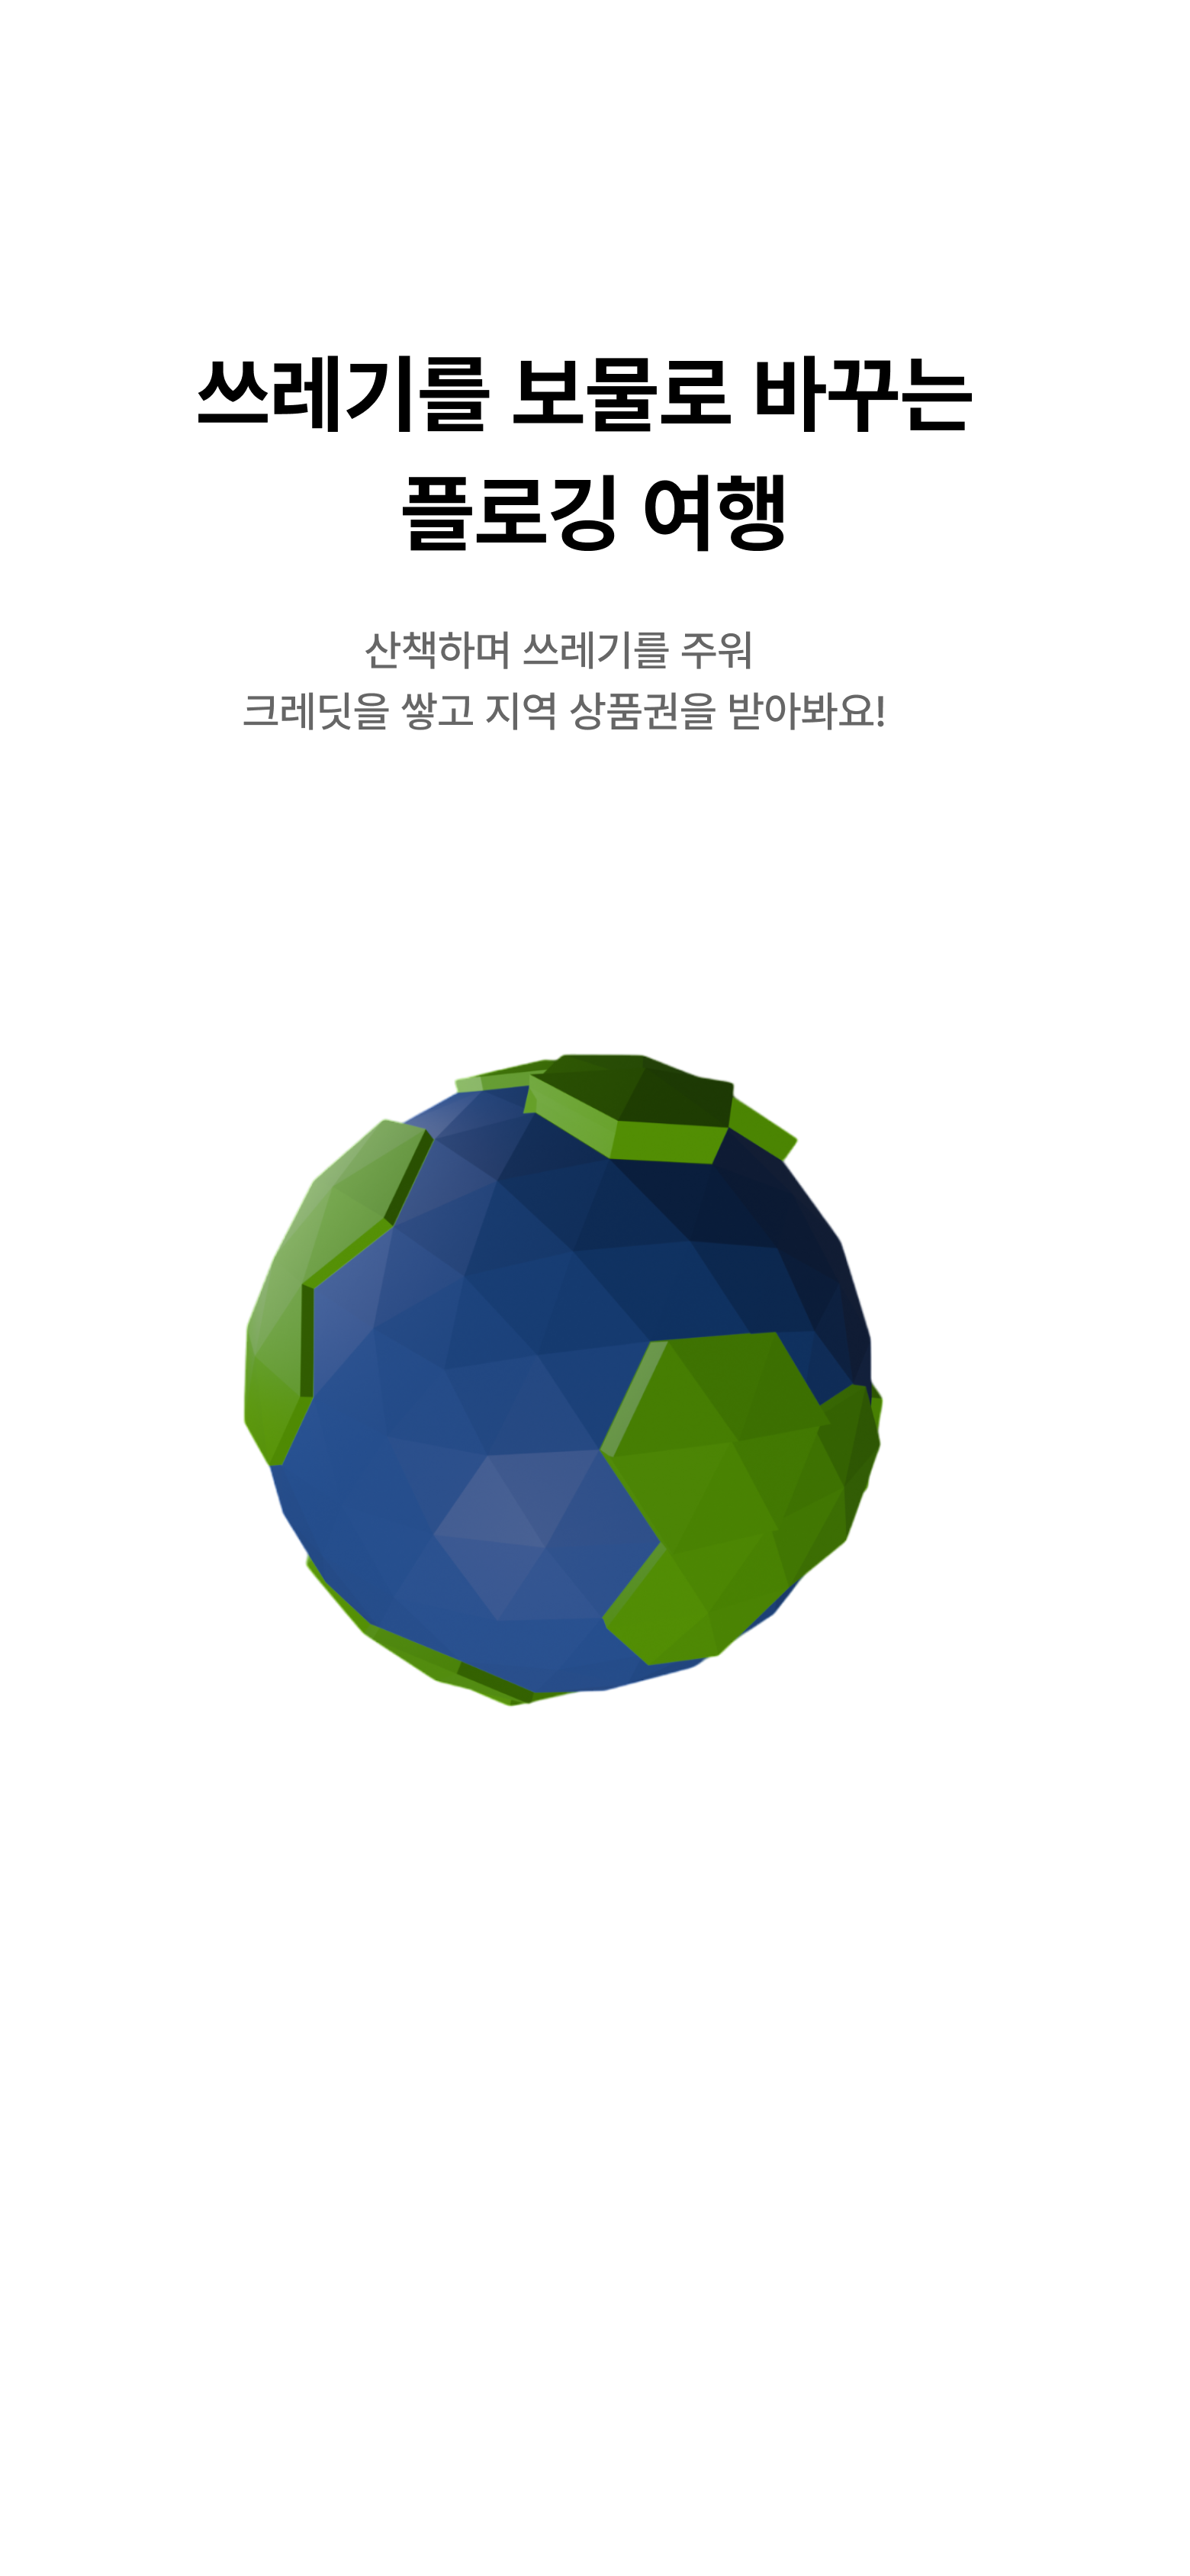 쓰레기를 보물로 바꾸는
플로깅 여행
산책하며 쓰레기를 주워
크레딧을 쌓고 지역 상품권을 받아봐요!